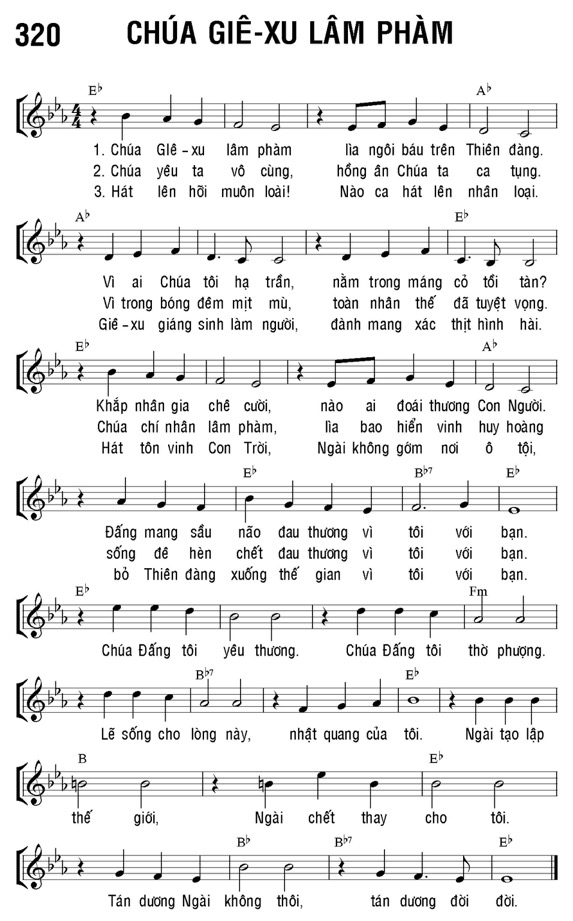 320 CHÚA GIÊ-XU LÂM PHÀM
E♭ A♭
4/4
1. Chúa GIê-xu lâm phàm lìa ngôi báu trên Thiên đàng.
2. Chúa yêu ta vô cùng, hồng ân Chúa ta ca tụng.
3. Hát lên hỡi muôn loài! Nào ca hát lên nhân loại.
A♭ E♭
Vì ai Chúa tôi hạ trần, nằm trong máng cỏ tồi tàn?
Vì trong bóng đêm mịt mù, toàn nhân thế đã tuyệt vọng.
Giê-xu giáng sinh làm người, đành mang xác thịt hình hài.
E♭ A♭
Khắp nhân gia chê cười, nào ai đoái thương Con Người.
Chúa chí nhân lâm phàm, lìa bao hiển vinh huy hoàng
Hát tôn vinh Con Trời, Ngài không gớm nơi ô tội,
E♭ B♭7 E♭
Đấng mang sầu não đau thương vì tôi với bạn.
sống đê hèn chết đau thương vì tôi với bạn.
bỏ Thiên đàng xuống thế gian vì tôi với bạn.
E♭ Fm
Chúa Đấng tôi yêu thương. Chúa Đấng tôi thờ phượng.
B♭7 E♭
Lẽ sống cho lòng này, nhật quang của tôi. Ngài tạo lập
B E♭
thế giới, Ngài chết thay cho tôi.
B♭ B♭7 E♭
Tán dương Ngài không thôi, tán dương đời đời.